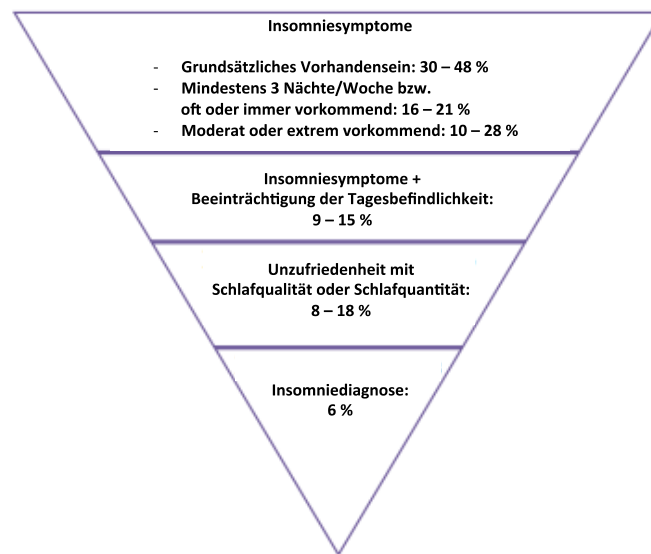 Insomniesymptome
- Grundsätzliches Vorhandensein: 30 – 48 %
- Mindestens 3 Nächte/Woche bzw.
oft oder immer vorkommend: 16 – 21 %
- Moderat oder extrem vorkommend: 10 – 28 %
Insomniesymptome +
Beeinträchtigung der Tagesbefindlichkeit:
9 – 15 %
Unzufriedenheit mit
Schlafqualität oder Schlafquantität:
8 – 18 %
Insomniediagnose:
6 %